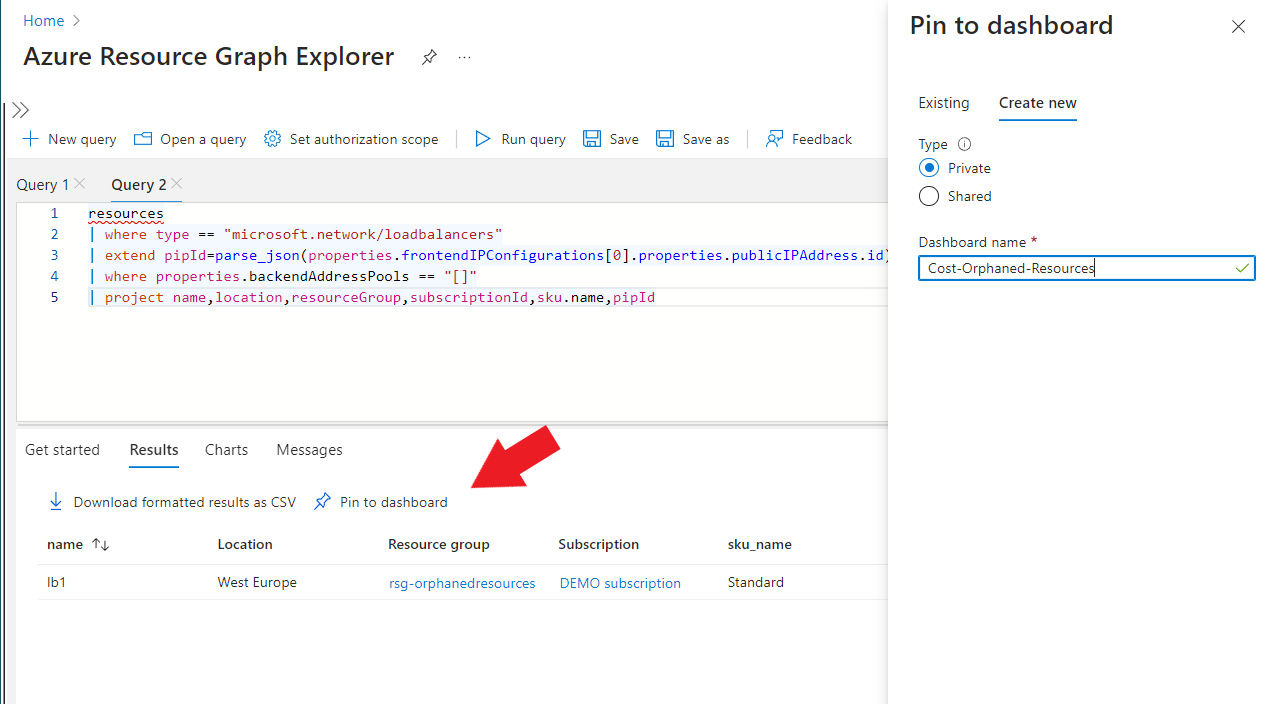 Home
Azure Resource Graph Explorer
New query Open a query Set authorization scope Run query Save Save as Feedback
Query 1 Query 2
1 resources
2 | where type == "microsoft.network/loadbalancers"
3 | extend pipId=parse_json(properties.frontendIPConfigurations[0].properties.publicIPAddress.id)
4 | where properties.backendAddressPools == "[]"
5 | project name,location,resourceGroup,subscriptionId,sku.name,pipId
Get started Results Charts Messages
Download formatted results as CSV Pin to dashboard
name Location Resource group Subscription sku_name
lb1 West Europe rsg-orphanedresources DEMO subscription Standard
Pin to dashboard
Existing Create new
Type
Private
Shared
Dashboard name *
Cost-Orphaned-Resources